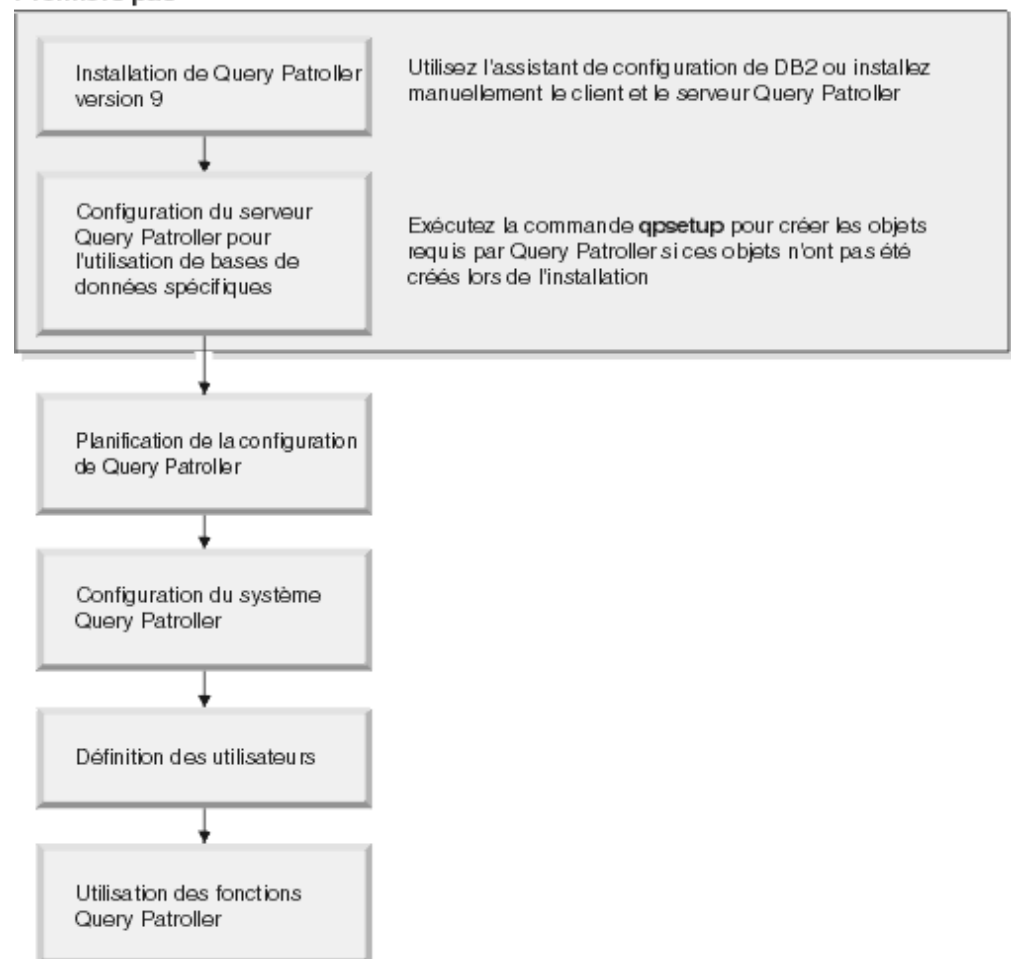 Installation de Query Patroller
version 9
Utilisez l'assistant de configuration de DB2 ou installez
manuellement le client et le serveur Query Patroller
Configuration du serveur
Query Patroller pour
l'utilisation de bases de
données spécifiques
Exécutez la commande qpsetup pour créer les objets
requis par Query Patroller si ces objets n'ont pas été
créés lors de l'installation
Planification de la configuration
de Query Patroller
Configuration du système
Query Patroller
Définition des utilisateurs
Utilisation des fonctions
Query Patroller